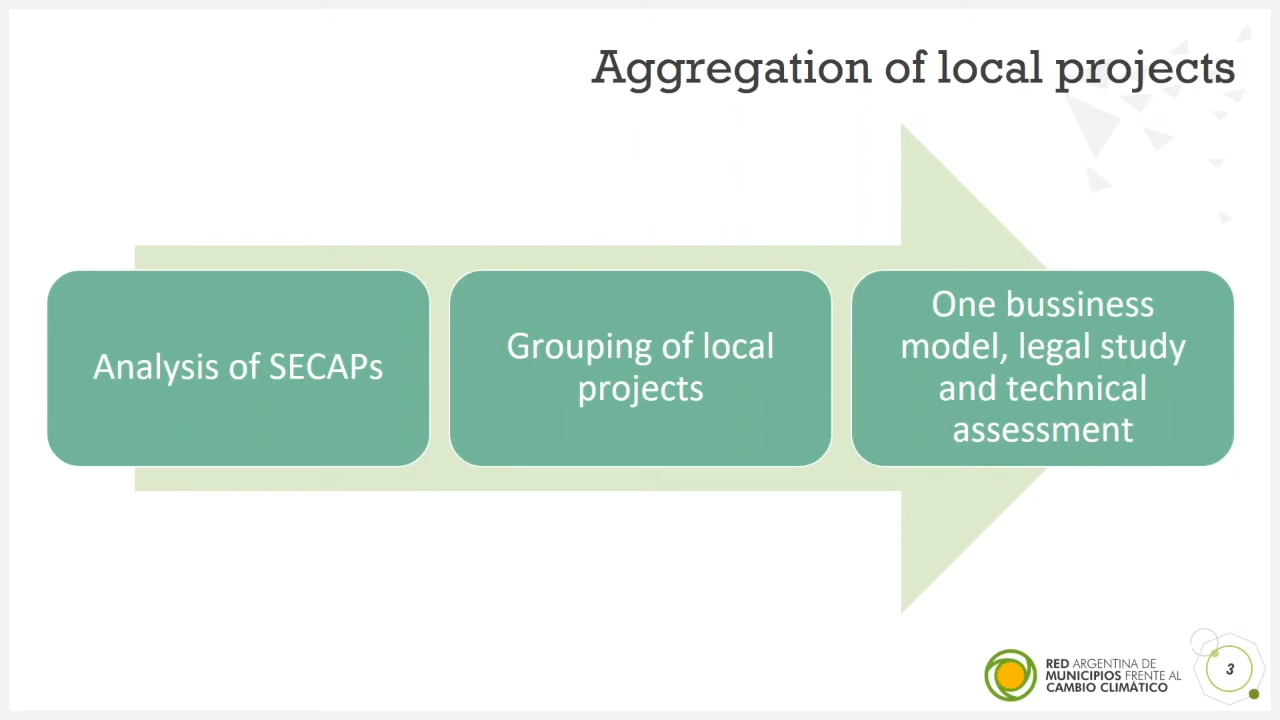 Aggregation of local projects
Analysis of SECAPs
Grouping of local
projects
One bussiness
model, legal study
and technical
assessment
RED ARGENTINA DE
MUNICIPIOS FRENTE AL
CAMBIO CLIMÁTICO
3